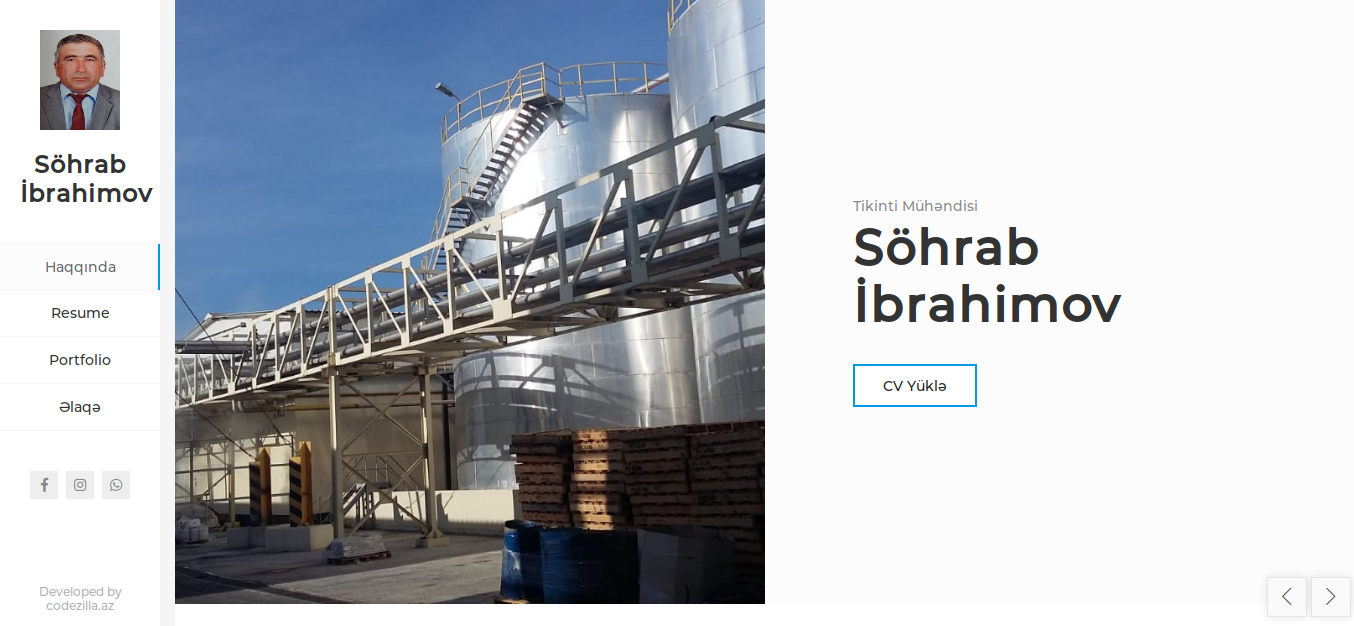 Söhrab
İbrahimov
Haqqında
Resume
Portfolio
Əlaqə
Developed by
codezilla.az
Tikinti Mühəndisi
Söhrab
İbrahimov
CV Yüklə